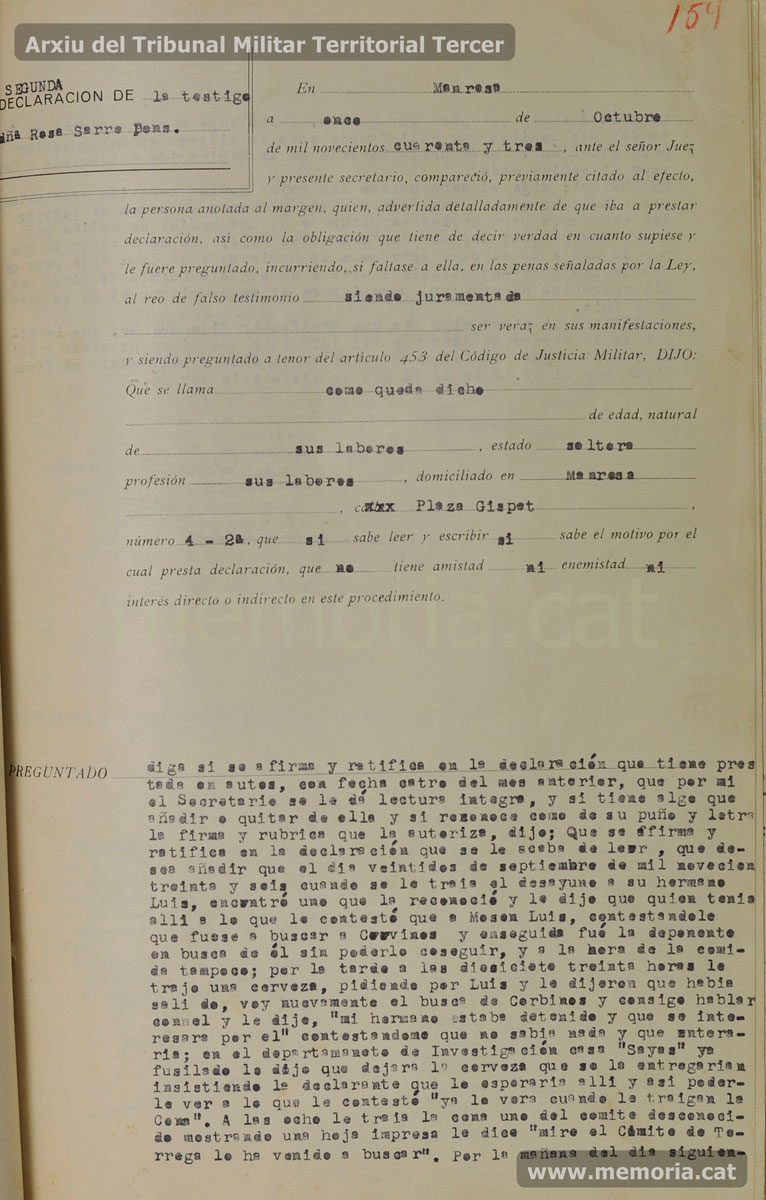 154
Arxiu del Tribunal Militar Territorial Tercer
SEGUNDA
DECLARACION DE la testigo
ña Rosa Sarre Pons.
En Manresa
a once de Octubre
de mil novecientos cuarenta y tres, ante el señor Juez
y presente secretario, compareció, previamente citado al efecto,
la persona anotada al margen, quien, advertida detalladamente de que iba a prestar
declaración, así como la obligación que tiene de decir verdad en cuanto supiese y
le fuere preguntado, incurriendo, si faltase a ella, en las penas señaladas por la Ley,
al reo de falso testimonio siendo juramentada
ser veraz en sus manifestaciones,
y siendo preguntado a tenor del artículo 453 del Código de Justicia Militar, DIJO:
Que se llama como queda dicho
de edad, natural
de sus labores, estado soltera
profesión sus labores, domiciliado en Manresa
, cxxxx Plaza Gispet,
número 4 - 2ª, que si sabe leer y escribir si sabe el motivo por el
cual presta declaración, que no tiene amistad ni enemistad ni
interés directo o indirecto en este procedimiento.
memoria.cat
PREGUNTADO diga si se afirma y ratifica en la declaración que tiene pres
tada en autos, con fecha catro del mes anterior, que por mi
el Secretario se le dá lectura integra, y si tiene algo que
añadir o quitar de ella y si reconoce como de su puño y letra
la firma y rubrica que la autoriza, dijo; Que se afirma y
ratifica en la declaración que se le acaba de leer, que de-
sea añadir que el dia veintidos de septiembre de mil novecien
treinta y seis cuando se le traia el desayuno a su hermano
Luis, encontró uno que la reconoció y le dijo que quien tenia
alli a lo que le contestó que a Mosen Luis, contestandole
que fuese a buscar a Corvinos y enseguida fué la deponente
en busca de él sin poderlo coseguir, y a la hora de la comi-
da tampoco; por la tarde a las diesiciete treinta horas le
trajo una cerveza, pidiendo por Luis y le dijeron que habia
sali do, voy nuevamente el busca de Corbinos y consigo hablar
connel y le dije, "mi hermano estaba detenido y que se inte-
resara por el" contestandome que no sabia nada y que entera-
ria; en el departamaneto de Investigación casa "Sayas" ya
fusilado le dijo que dejara la cerveza que se la entregarian
insistiendo la declarante que lo esperaria alli y asi poder-
le ver a lo que le contestó "ya lo vera cuando le traigan la
Cena". A las ocho le traia la cena uno del comite desconoci-
do mostrando una hoja impresa le dice "mire el Cómite de Te-
rrega lo ha venido a buscar". Por la mañana del dia siguien-
www.memoria.cat